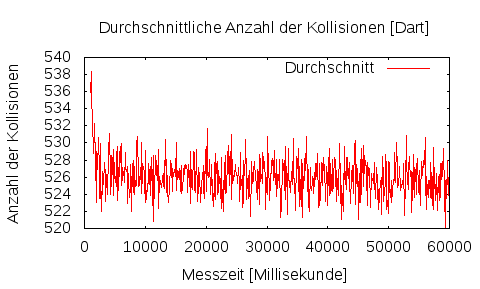 Durchschnittliche Anzahl der Kollisionen [Dart]
Anzahl der Kollisionen
540
538
536
534
532
530
528
526
524
522
520
Durchschnitt
0 10000 20000 30000 40000 50000 60000
Messzeit [Millisekunde]